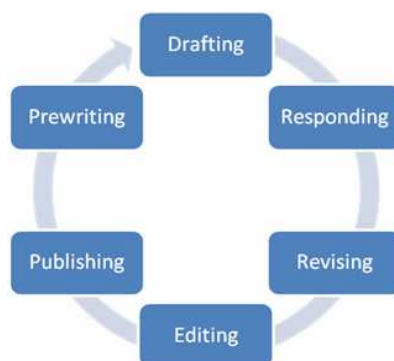 Drafting
Prewriting
Responding
Publishing
Revising
Editing